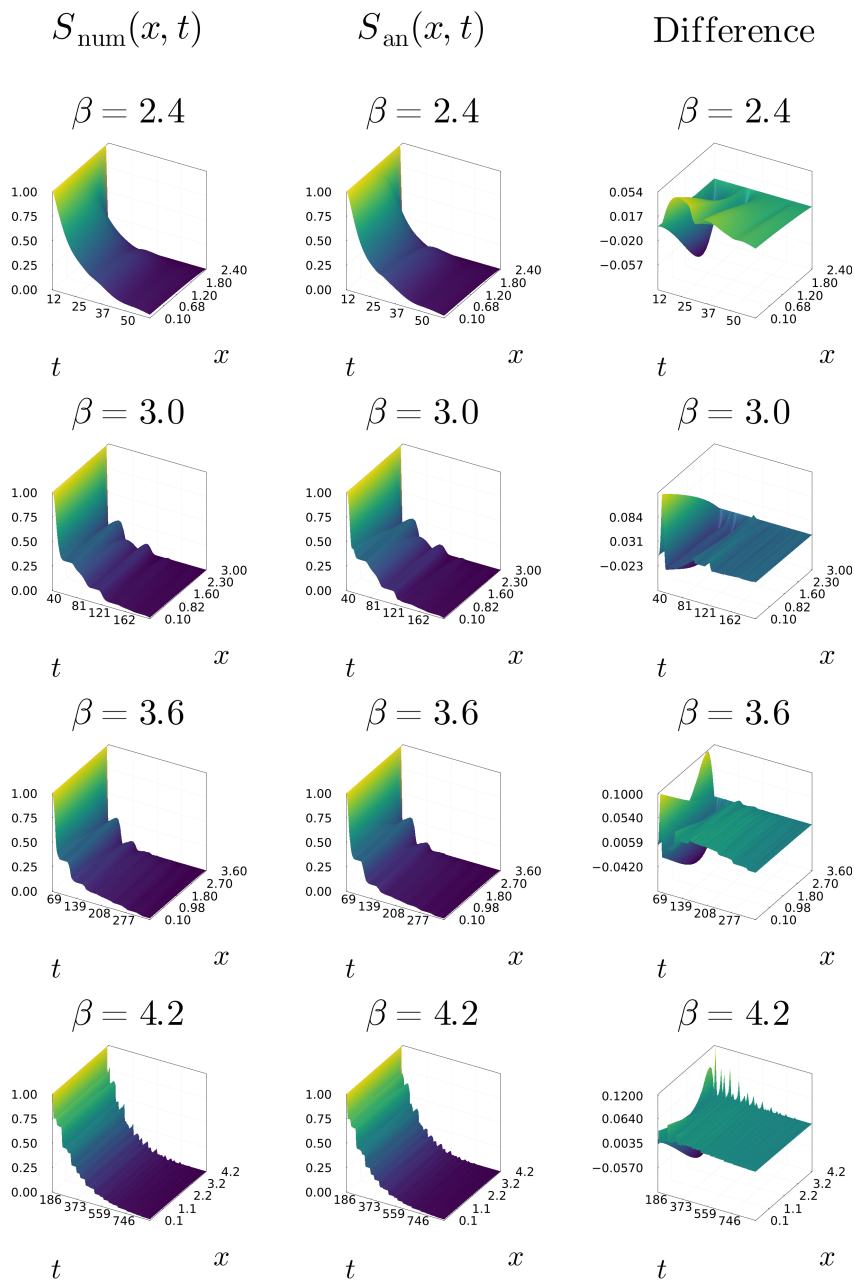 S_num(x, t) S_an(x, t) Difference
β = 2.4 β = 2.4 β = 2.4
1.00 0.75 0.50 0.25 0.00 12 25 37 50 0.10 0.68 1.20 1.80 2.40 t x
1.00 0.75 0.50 0.25 0.00 12 25 37 50 0.10 0.68 1.20 1.80 2.40 t x
0.054 0.017 −0.020 −0.057 12 25 37 50 0.10 0.68 1.20 1.80 2.40 t x
β = 3.0 β = 3.0 β = 3.0
1.00 0.75 0.50 0.25 0.00 40 81 121 162 0.10 0.82 1.60 2.30 3.00 t x
1.00 0.75 0.50 0.25 0.00 40 81 121 162 0.10 0.82 1.60 2.30 3.00 t x
0.084 0.031 −0.023 40 81 121 162 0.10 0.82 1.60 2.30 3.00 t x
β = 3.6 β = 3.6 β = 3.6
1.00 0.75 0.50 0.25 0.00 69 139 208 277 0.10 0.98 1.80 2.70 3.60 t x
1.00 0.75 0.50 0.25 0.00 69 139 208 277 0.10 0.98 1.80 2.70 3.60 t x
0.1000 0.0540 0.0059 −0.0420 69 139 208 277 0.10 0.98 1.80 2.70 3.60 t x
β = 4.2 β = 4.2 β = 4.2
1.00 0.75 0.50 0.25 0.00 186 373 559 746 0.1 1.1 2.2 3.2 4.2 t x
1.00 0.75 0.50 0.25 0.00 186 373 559 746 0.1 1.1 2.2 3.2 4.2 t x
0.1200 0.0640 0.0035 −0.0570 186 373 559 746 0.1 1.1 2.2 3.2 4.2 t x